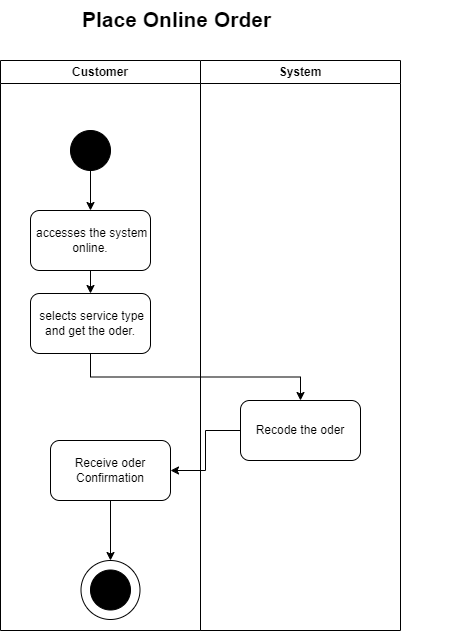 Place Online Order
Customer
System
accesses the system
online.
selects service type
and get the oder.
Recode the oder
Receive oder
Confirmation